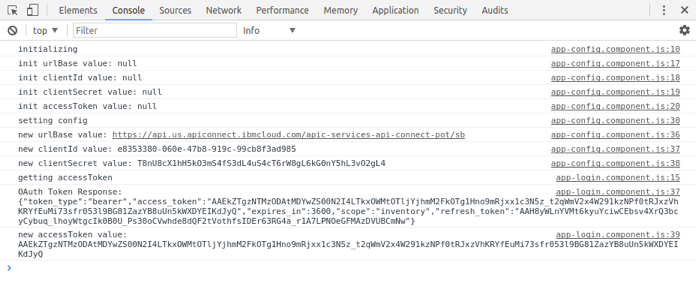 Elements Console Sources Network Performance Memory Application Security Audits
top Filter Info
initializing app-config.component.js:10
init urlBase value: null app-config.component.js:17
init clientId value: null app-config.component.js:18
init clientSecret value: null app-config.component.js:19
init accessToken value: null app-config.component.js:20
setting config app-config.component.js:30
new urlBase value: https://api.us.apiconnect.ibmcloud.com/apic-services-api-connect-pot/sb app-config.component.js:36
new clientId value: e8353380-060e-47b8-919c-99cb8f3ad985 app-config.component.js:37
new clientSecret value: T8nU8cX1hH5kO3mS4fS3dL4uS4cT6rW8gL6kG0nY5hL3vO2gL4 app-config.component.js:38
getting accessToken app-login.component.js:15
OAuth Token Response: app-login.component.js:37
{"token_type":"bearer","access_token":"AAEkZTgzNTMzODAtMDYwZS00N2I4LTkxOWMtOTljYjhmM2FkOTg1Hno9mRjxx1c3N5z_t2qWmV2x4W291kzNPf0tRJxzVh
KRYfEuMi73sfr053l9BG81ZazYB8uUn5kWXDYEIKdJyQ","expires_in":3600,"scope":"inventory","refresh_token":"AAH8yWLnYVMt6kyuYciwCEbsv4XrQ3bc
yCybuq_lhoyWtgcIk0B0U_Ps30oCVwhde8dQF2tVothfsIDEr63RG4a_r1A7LPNOeGFMAzDVUBCmNw"}
new accessToken value: app-login.component.js:39
AAEkZTgzNTMzODAtMDYwZS00N2I4LTkxOWMtOTljYjhmM2FkOTg1Hno9mRjxx1c3N5z_t2qWmV2x4W291kzNPf0tRJxzVhKRYfEuMi73sfr053l9BG81ZazYB8uUn5kWXDYEI
KdJyQ